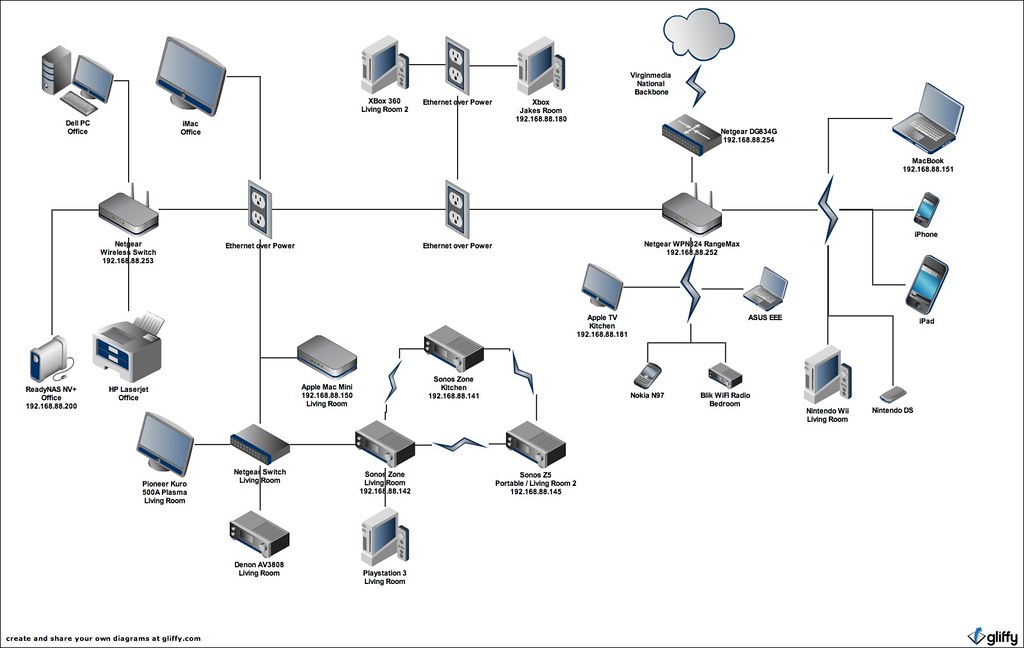 Virginmedia
National
Backbone
Dell PC
Office
iMac
Office
XBox 360
Living Room 2
Ethernet over Power
Xbox
Jakes Room
192.168.88.180
Netgear DG834G
192.168.88.254
MacBook
192.168.88.151
Netgear
Wireless Switch
192.168.88.253
Ethernet over Power
Ethernet over Power
Netgear WPN824 RangeMax
192.168.88.252
iPhone
iPad
Apple TV
Kitchen
192.168.88.181
ASUS EEE
ReadyNAS NV+
Office
192.168.88.200
HP Laserjet
Office
Apple Mac Mini
192.168.88.150
Living Room
Sonos Zone
Kitchen
192.168.88.141
Nokia N97
Blik WiFi Radio
Bedroom
Nintendo Wii
Living Room
Nintendo DS
Pioneer Kuro
500A Plasma
Living Room
Netgear Switch
Living Room
Sonos Zone
Living Room
192.168.88.142
Sonos Z5
Portable / Living Room 2
192.168.88.145
Denon AV3808
Living Room
Playstation 3
Living Room
create and share your own diagrams at gliffy.com
gliffy